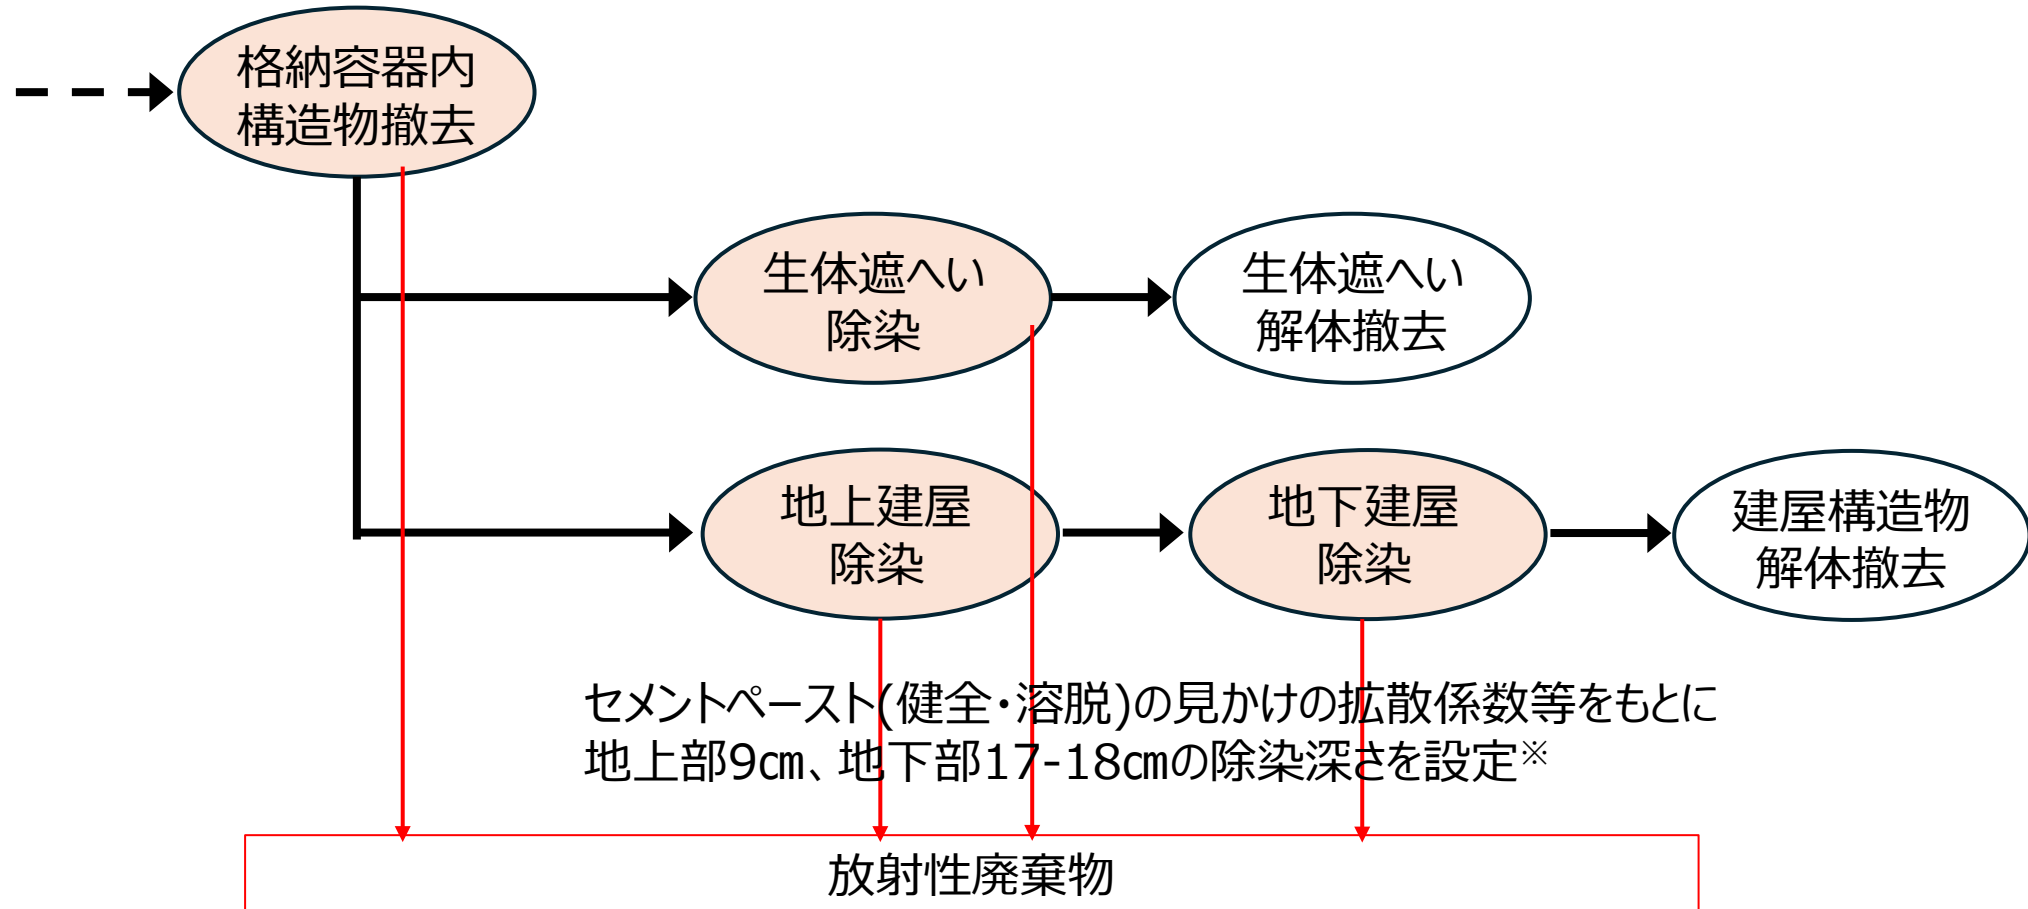 格納容器内
構造物撤去
生体遮へい
除染
生体遮へい
解体撤去
地上建屋
除染
地下建屋
除染
建屋構造物
解体撤去
セメントペースト(健全・溶脱)の見かけの拡散係数等をもとに
地上部9㎝、地下部17-18㎝の除染深さを設定※
放射性廃棄物